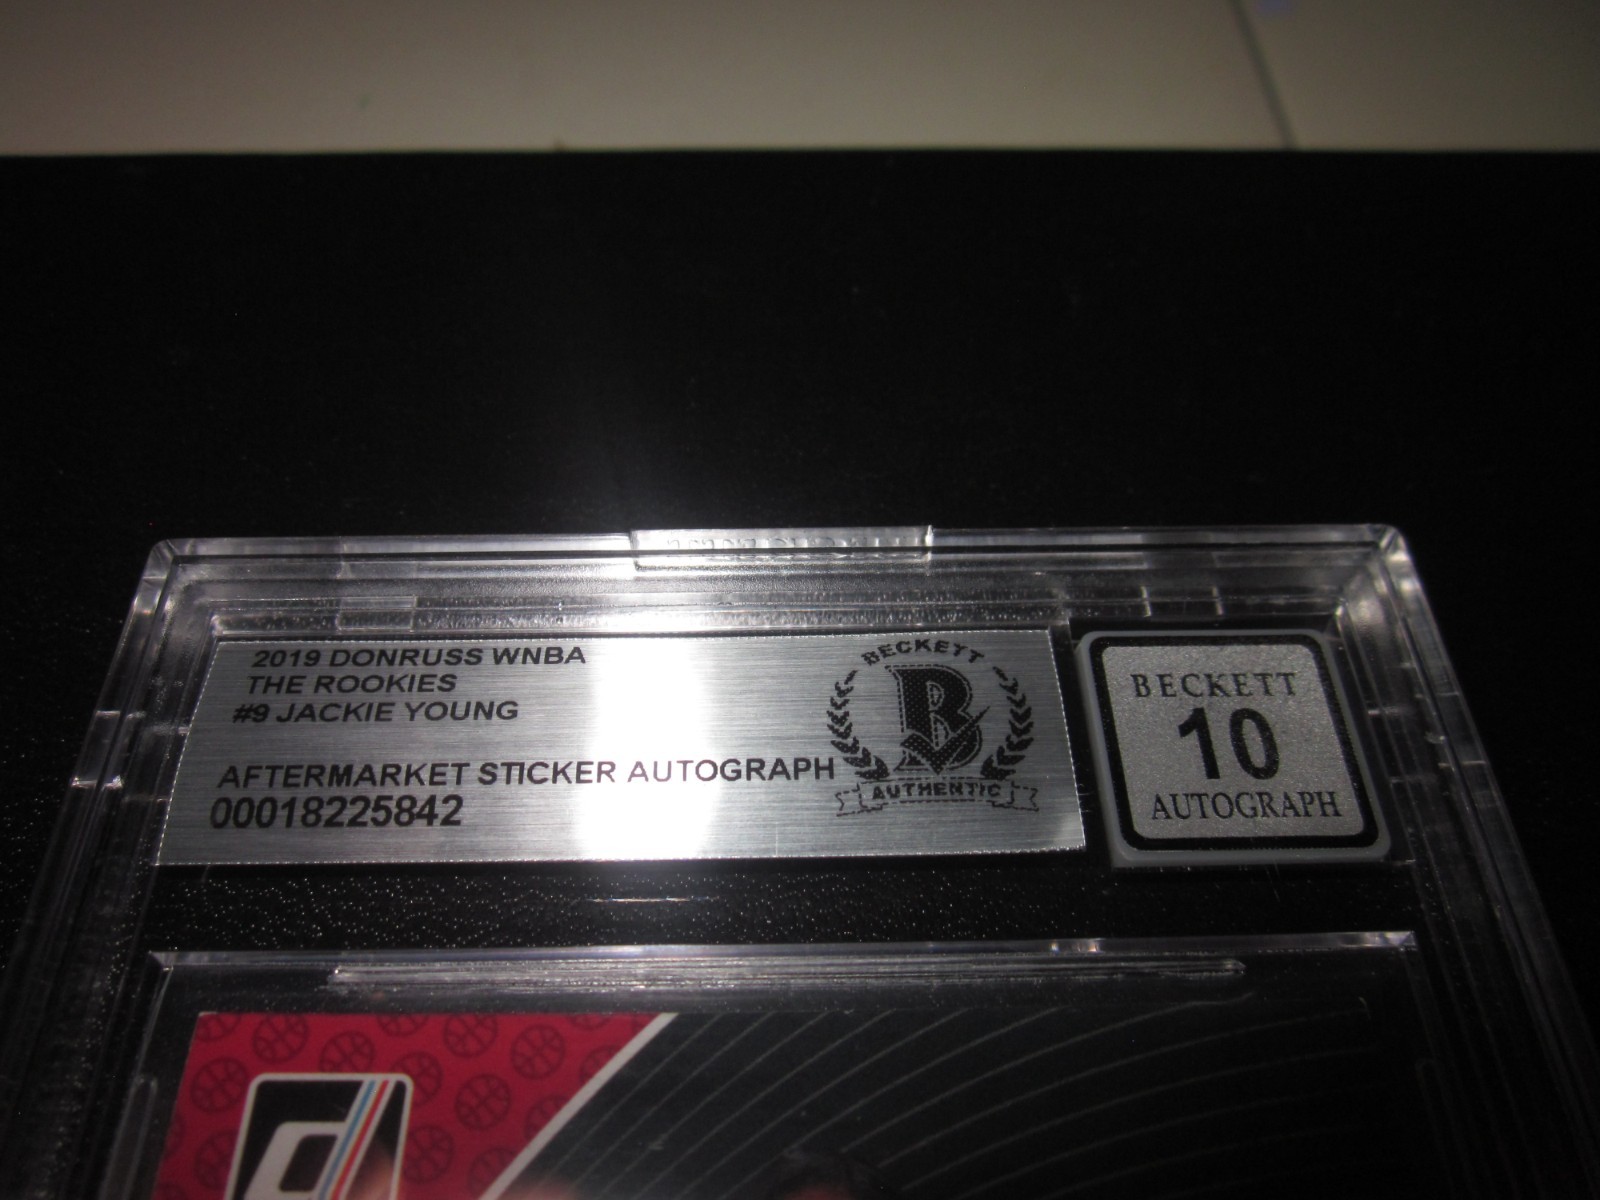 2019 DONRUSS WNBA
THE ROOKIES
#9 JACKIE YOUNG
AFTERMARKET STICKER AUTOGRAPH
00018225842
BECKETT
B
AUTHENTIC
BECKETT
10
AUTOGRAPH